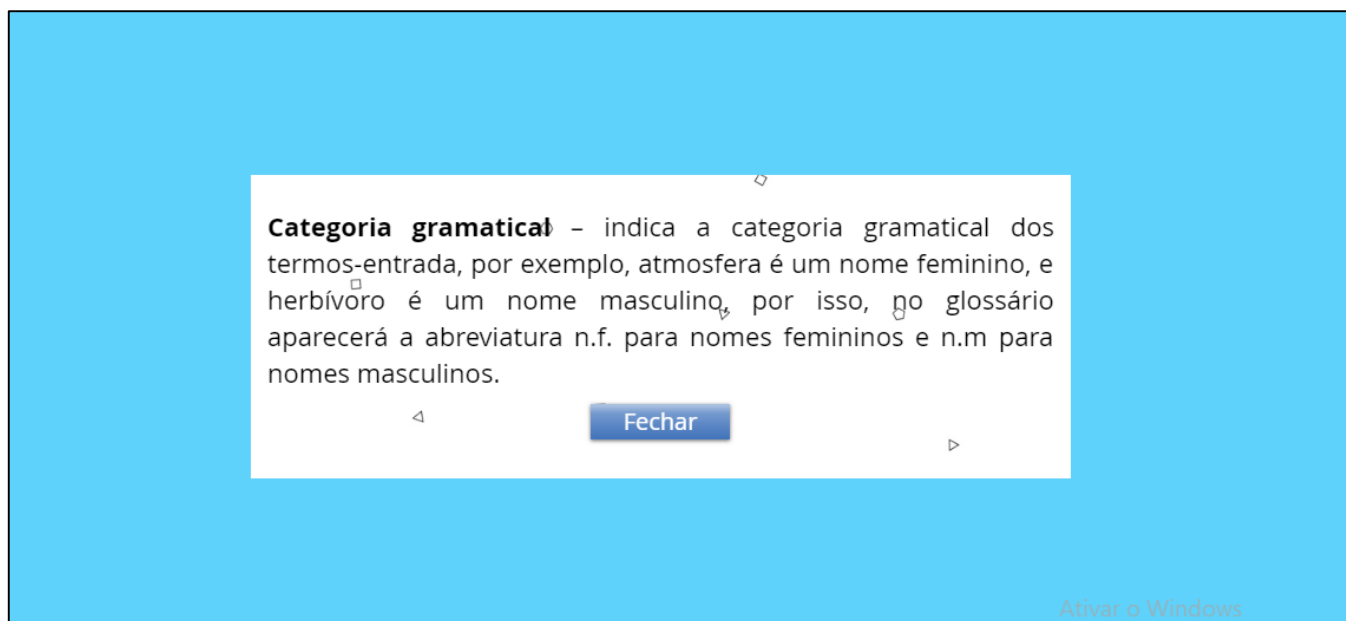 Categoria gramatical – indica a categoria gramatical dos
termos-entrada, por exemplo, atmosfera é um nome feminino, e
herbívoro é um nome masculino, por isso, no glossário
aparecerá a abreviatura n.f. para nomes femininos e n.m para
nomes masculinos.
Fechar
Ativar o Windows